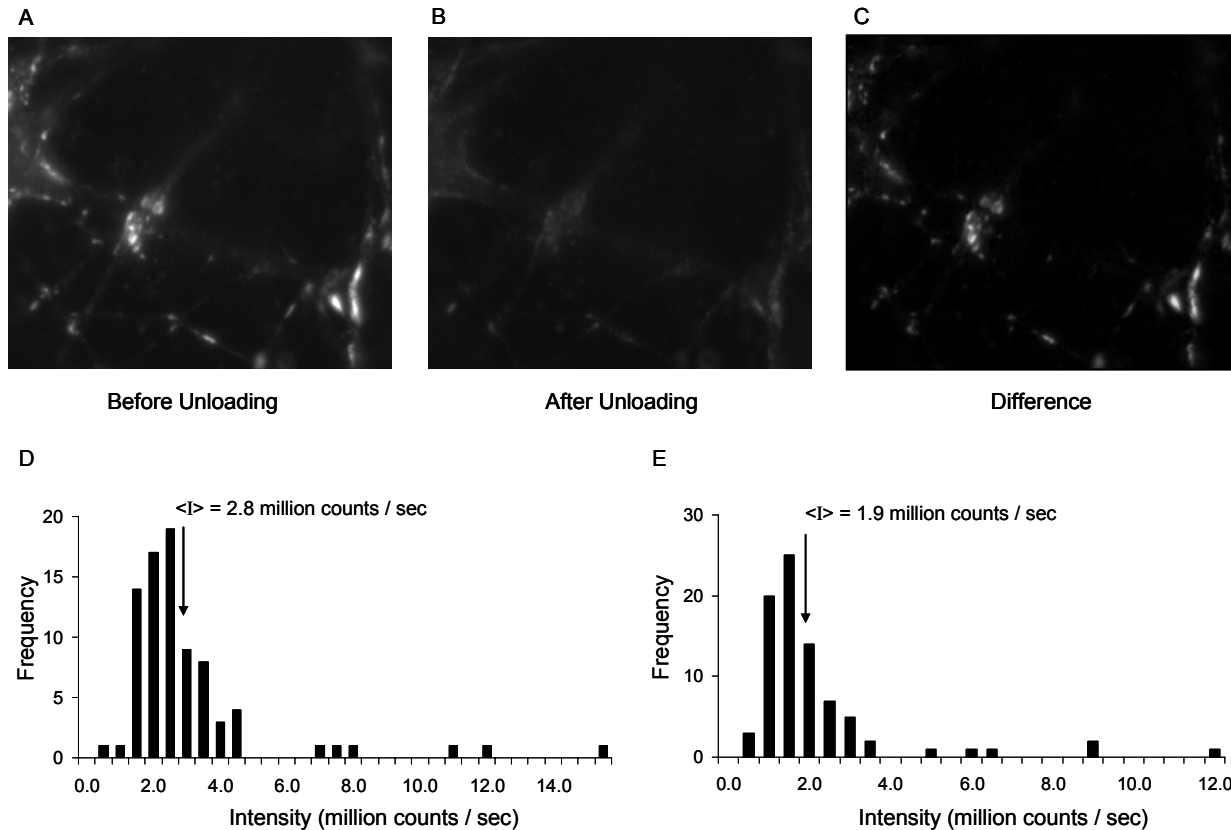 A
B
C
Before Unloading
After Unloading
Difference
D
<I> = 2.8 million counts / sec
20
15
10
5
0
Frequency
0.0 2.0 4.0 6.0 8.0 10.0 12.0 14.0
Intensity (million counts / sec)
E
<I> = 1.9 million counts / sec
30
20
10
0
Frequency
0.0 2.0 4.0 6.0 8.0 10.0 12.0
Intensity (million counts / sec)